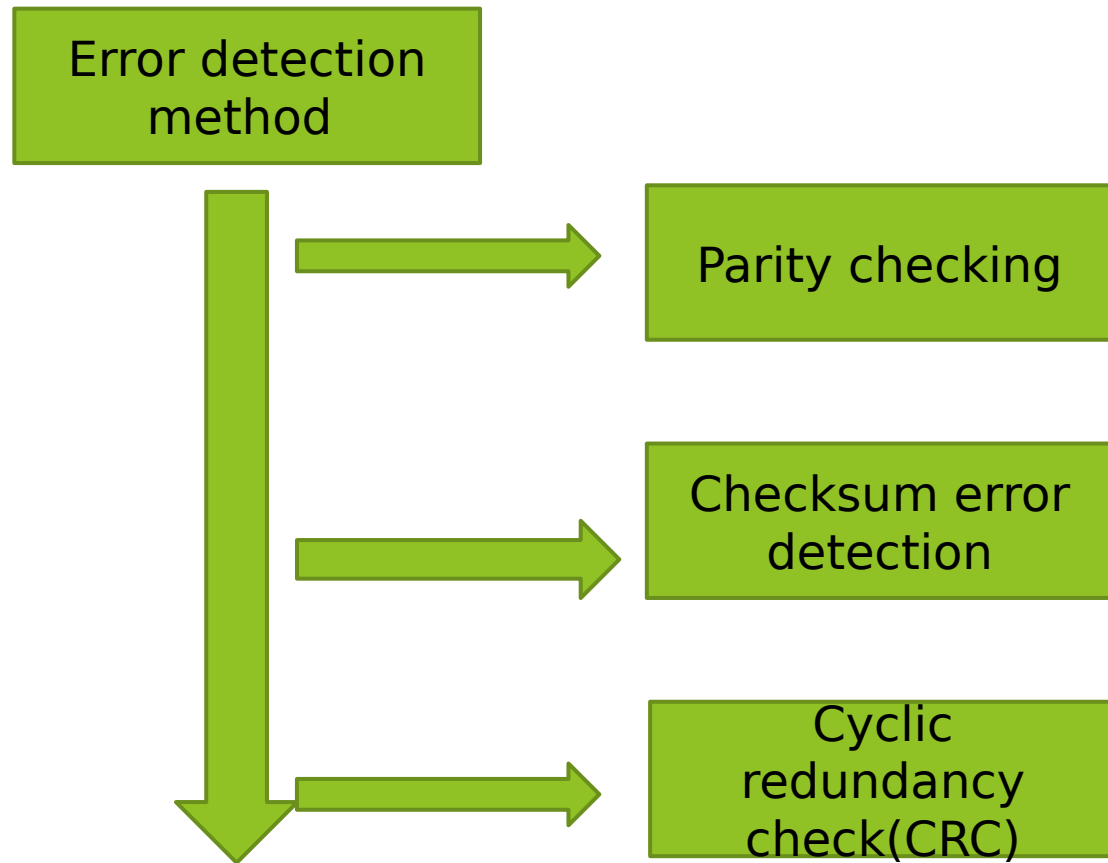 Error detection
method
Parity checking
Checksum error
detection
Cyclic
redundancy
check(CRC)